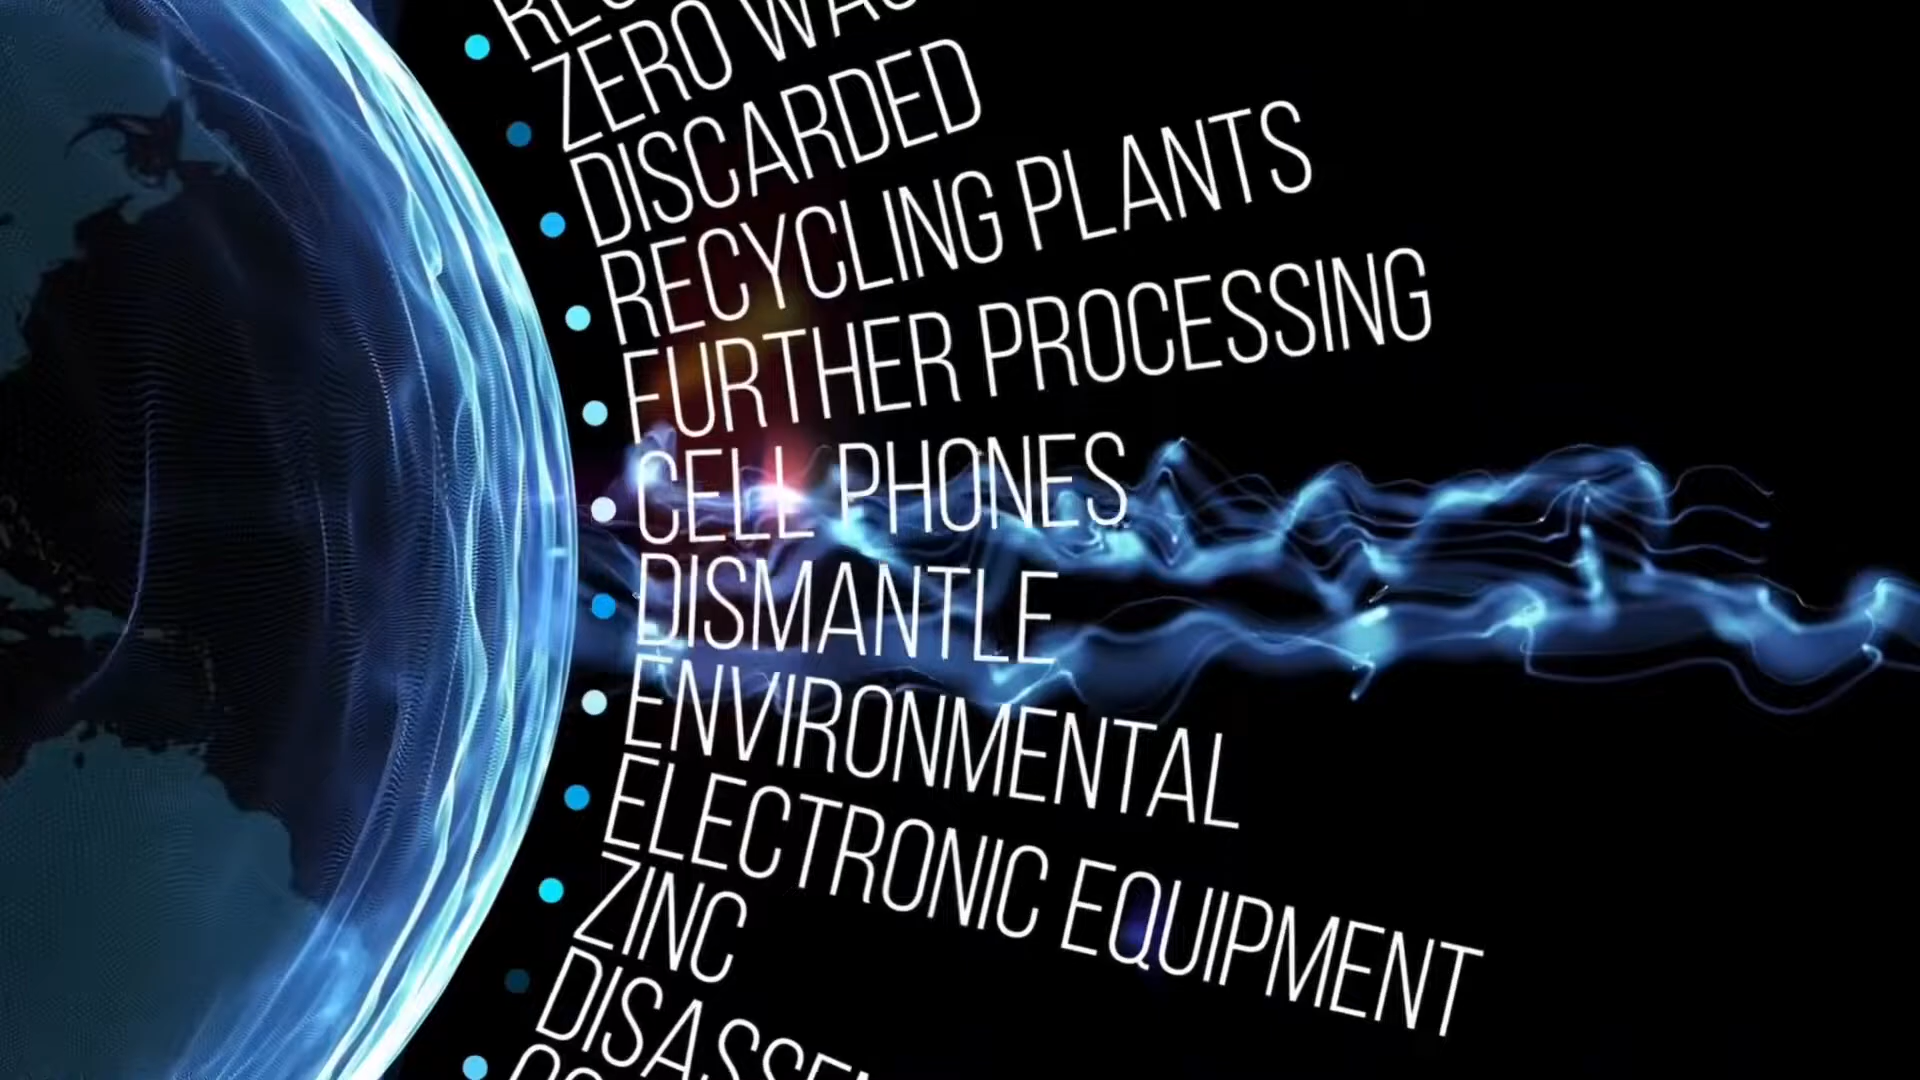 ZERO
DISCARDED
RECYCLING PLANTS
FURTHER PROCESSING
CELL PHONES
DISMANTLE
ENVIRONMENTAL
ELECTRONIC EQUIPMENT
ZINC